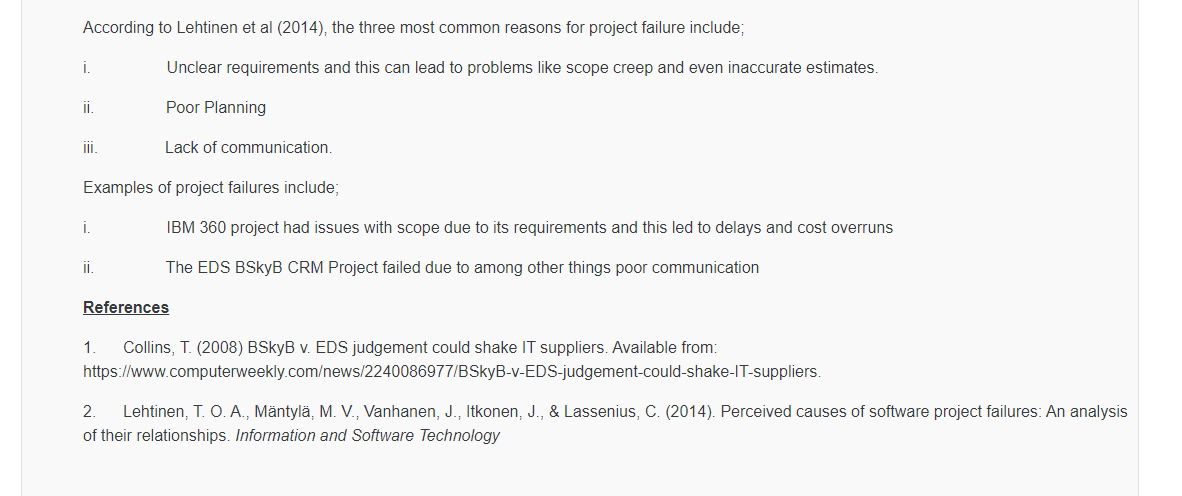 According to Lehtinen et al (2014), the three most common reasons for project failure include;
i. Unclear requirements and this can lead to problems like scope creep and even inaccurate estimates.
ii. Poor Planning
iii. Lack of communication.
Examples of project failures include;
i. IBM 360 project had issues with scope due to its requirements and this led to delays and cost overruns
ii. The EDS BSkyB CRM Project failed due to among other things poor communication
References
1. Collins, T. (2008) BSkyB v. EDS judgement could shake IT suppliers. Available from:
https://www.computerweekly.com/news/2240086977/BSkyB-v-EDS-judgement-could-shake-IT-suppliers.
2. Lehtinen, T. O. A., Mäntylä, M. V., Vanhanen, J., Itkonen, J., & Lassenius, C. (2014). Perceived causes of software project failures: An analysis
of their relationships. Information and Software Technology